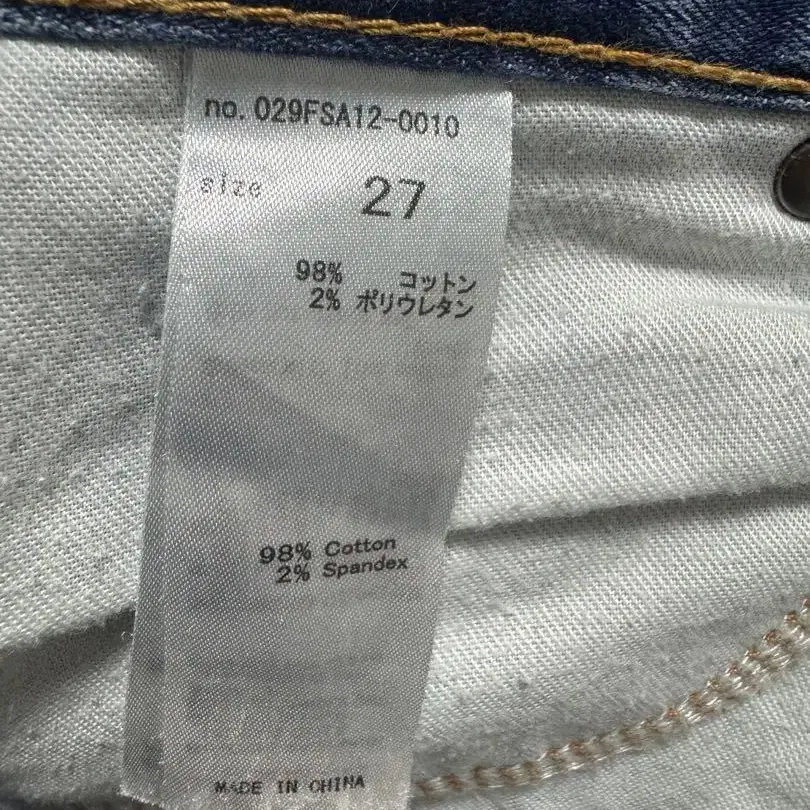 no. 029FSA12-0010
size 27
98% コットン
2% ポリウレタン
98% Cotton
2% Spandex
MADE IN CHINA